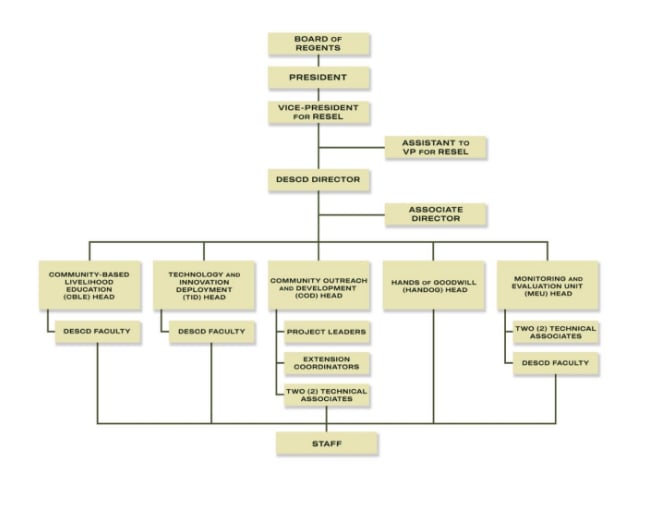 BOARD OF
REGENTS
PRESIDENT
VICE-PRESIDENT
FOR RESEL
ASSISTANT TO
VP FOR RESEL
DESCD DIRECTOR
ASSOCIATE
DIRECTOR
COMMUNITY-BASED
LIVELIHOOD
EDUCATION
(CBLE) HEAD
TECHNOLOGY AND
INNOVATION
DEPLOYMENT
(TID) HEAD
COMMUNITY OUTREACH
AND DEVELOPMENT
(COD) HEAD
HANDS OF GOODWILL
(HANDOG) HEAD
MONITORING AND
EVALUATION UNIT
(MEU) HEAD
DESCD FACULTY
DESCD FACULTY
PROJECT LEADERS
EXTENSION
COORDINATORS
TWO (2) TECHNICAL
ASSOCIATES
TWO (2) TECHNICAL
ASSOCIATES
DESCD FACULTY
STAFF